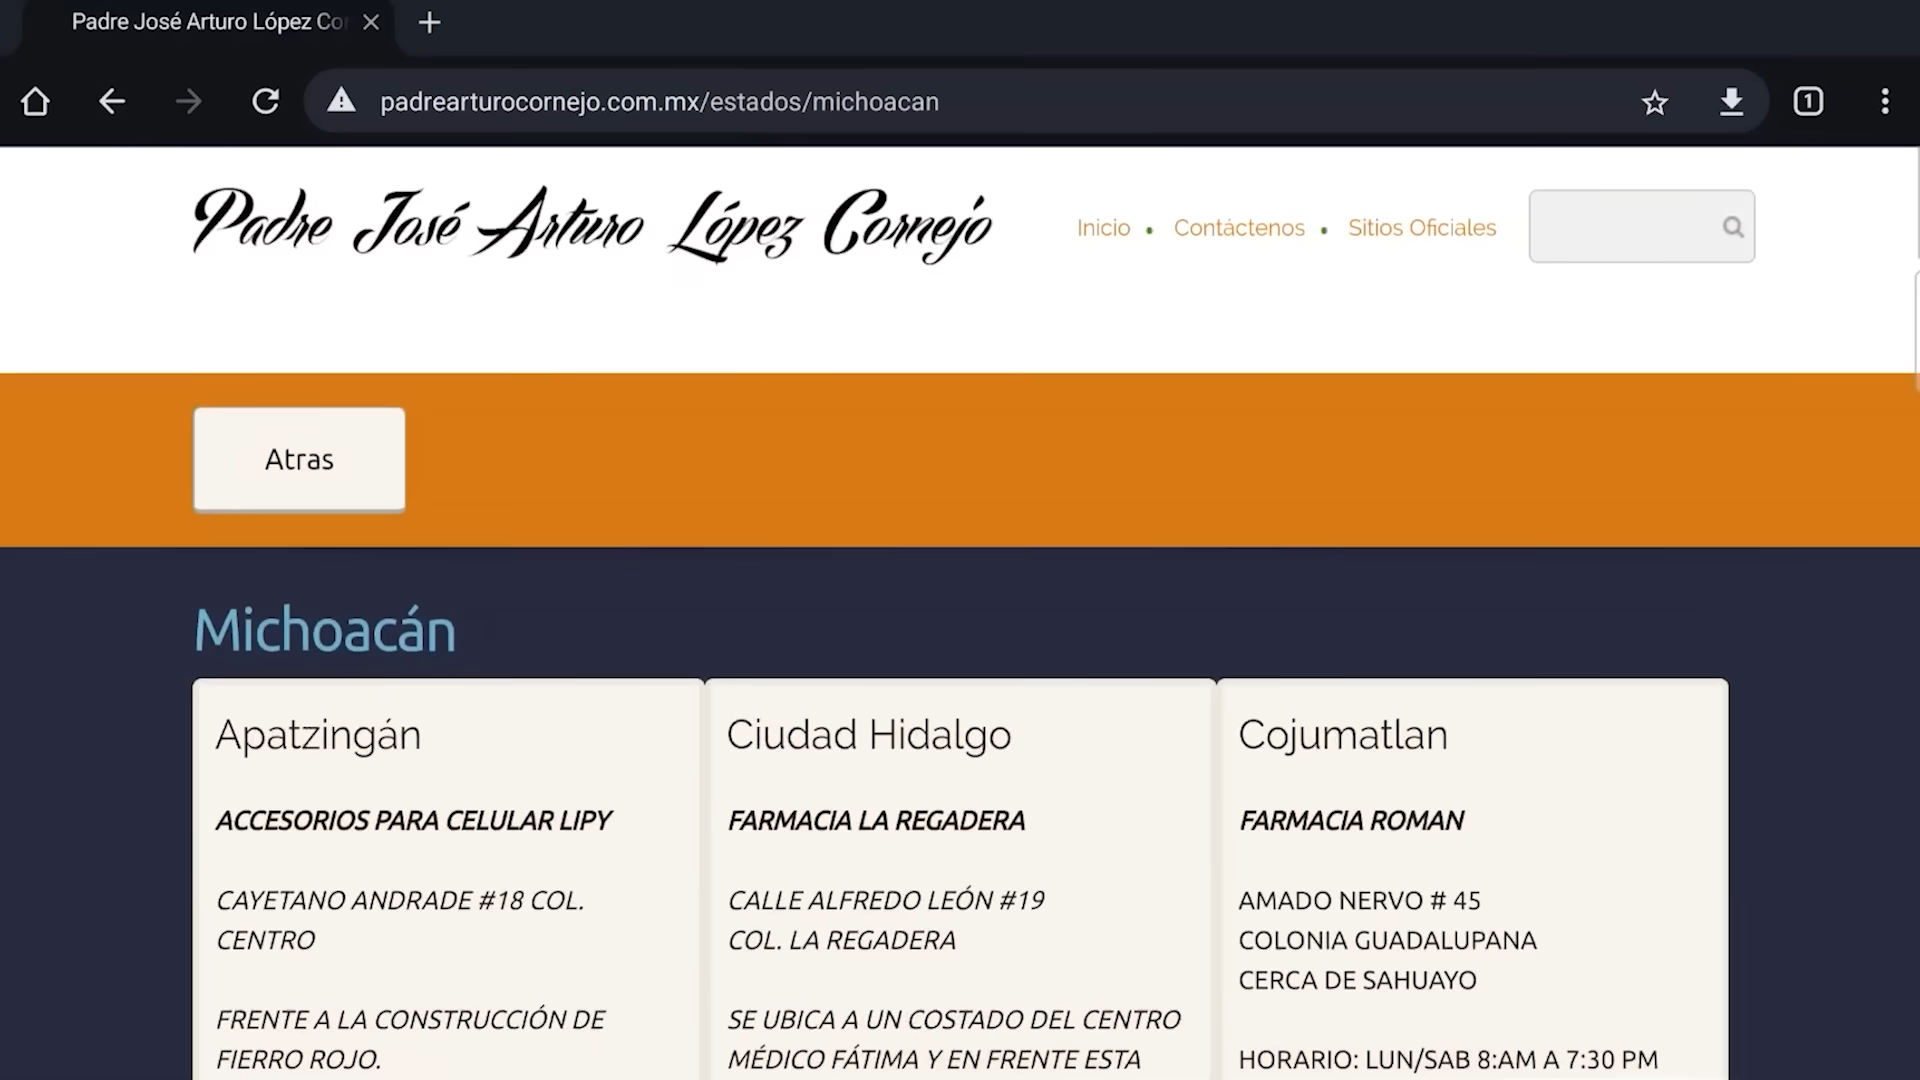 Padre José Arturo López Cor
padrearturocornejo.com.mx/estados/michoacan
1
Padre José Arturo López Cornejo
Inicio • Contáctenos • Sitios Oficiales
Atras
Michoacán
Apatzingán
ACCESORIOS PARA CELULAR LIPY
CAYETANO ANDRADE #18 COL.
CENTRO
FRENTE A LA CONSTRUCCIÓN DE
FIERRO ROJO.
Ciudad Hidalgo
FARMACIA LA REGADERA
CALLE ALFREDO LEÓN #19
COL. LA REGADERA
SE UBICA A UN COSTADO DEL CENTRO
MÉDICO FÁTIMA Y EN FRENTE ESTA
Cojumatlan
FARMACIA ROMAN
AMADO NERVO # 45
COLONIA GUADALUPANA
CERCA DE SAHUAYO
HORARIO: LUN/SAB 8:AM A 7:30 PM